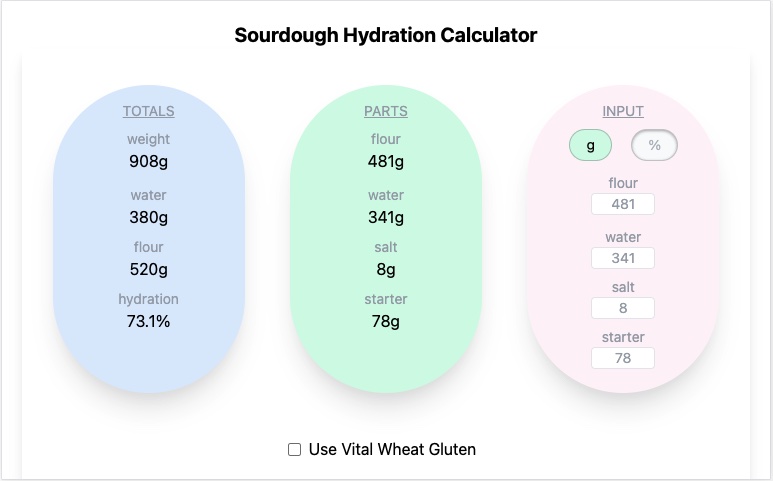 Sourdough Hydration Calculator
TOTALS
weight
908g
water
380g
flour
520g
hydration
73.1%
PARTS
flour
481g
water
341g
salt
8g
starter
78g
INPUT
g
%
flour
481
water
341
salt
8
starter
78
Use Vital Wheat Gluten